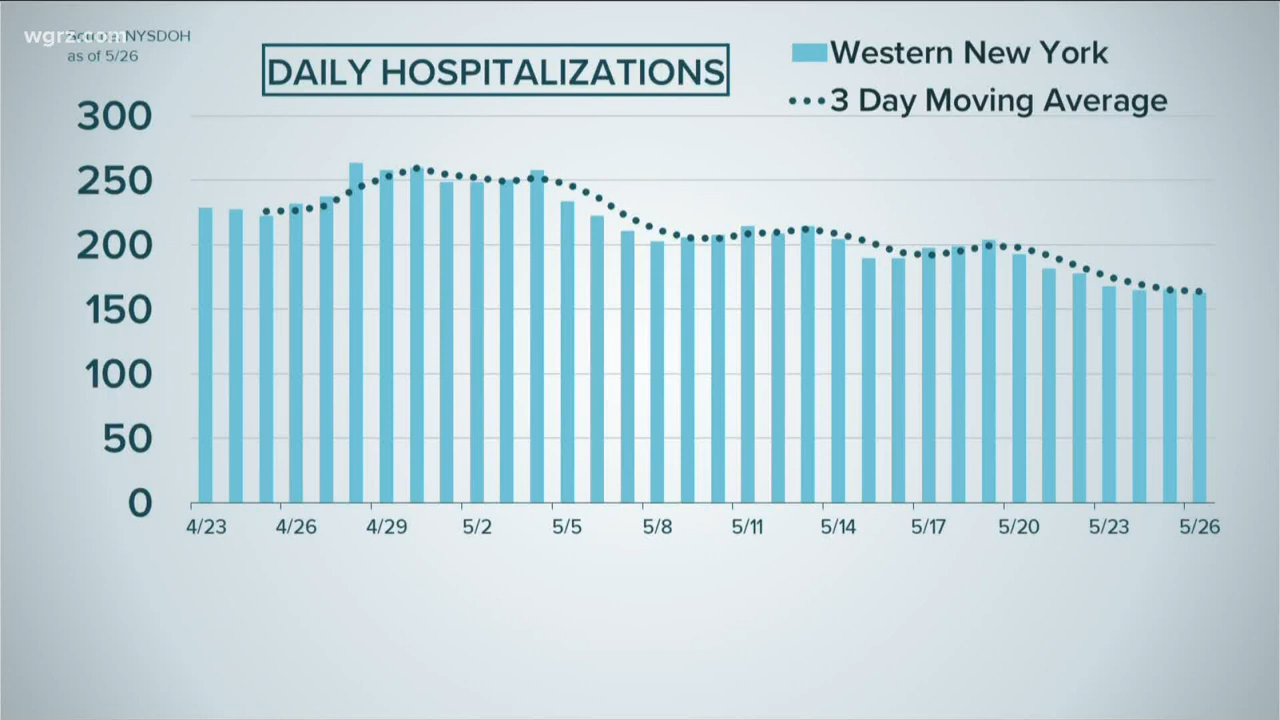 wgrz.com
NYSDOH
as of 5/26
DAILY HOSPITALIZATIONS
Western New York
3 Day Moving Average
300
250
200
150
100
50
0
4/23 4/26 4/29 5/2 5/5 5/8 5/11 5/14 5/17 5/20 5/23 5/26